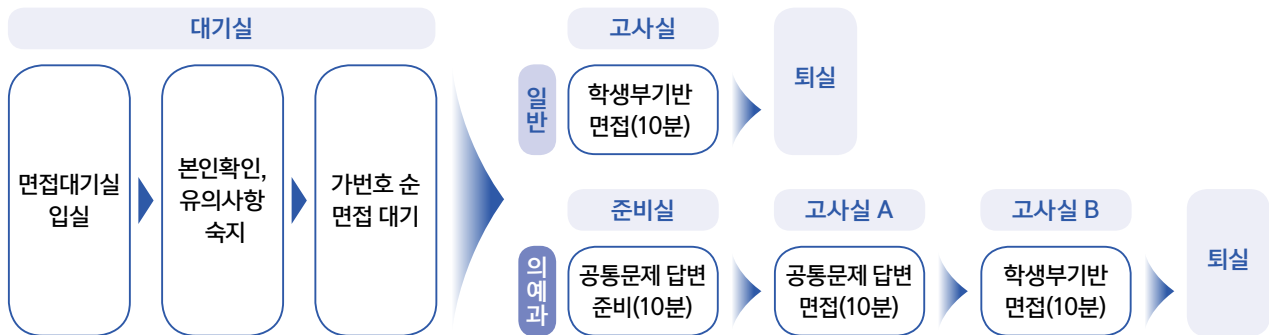 대기실
면접대기실
입실
본인확인,
유의사항
숙지
가번호 순
면접 대기
고사실
일반
학생부기반
면접(10분)
퇴실
준비실
고사실 A
고사실 B
의예과
공통문제 답변
준비(10분)
공통문제 답변
면접(10분)
학생부기반
면접(10분)
퇴실